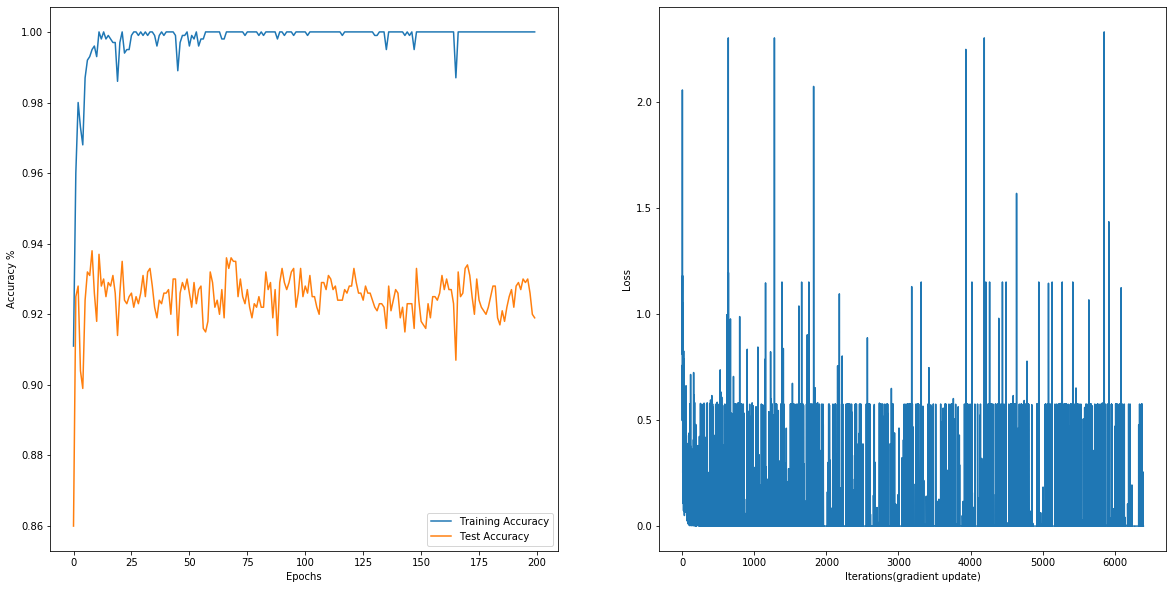 1.00
0.98
0.96
0.94
0.92
0.90
0.88
0.86
Accuracy %
0 25 50 75 100 125 150 175 200
Epochs
Training Accuracy
Test Accuracy
2.0
1.5
1.0
0.5
0.0
Loss
0 1000 2000 3000 4000 5000 6000
Iterations(gradient update)